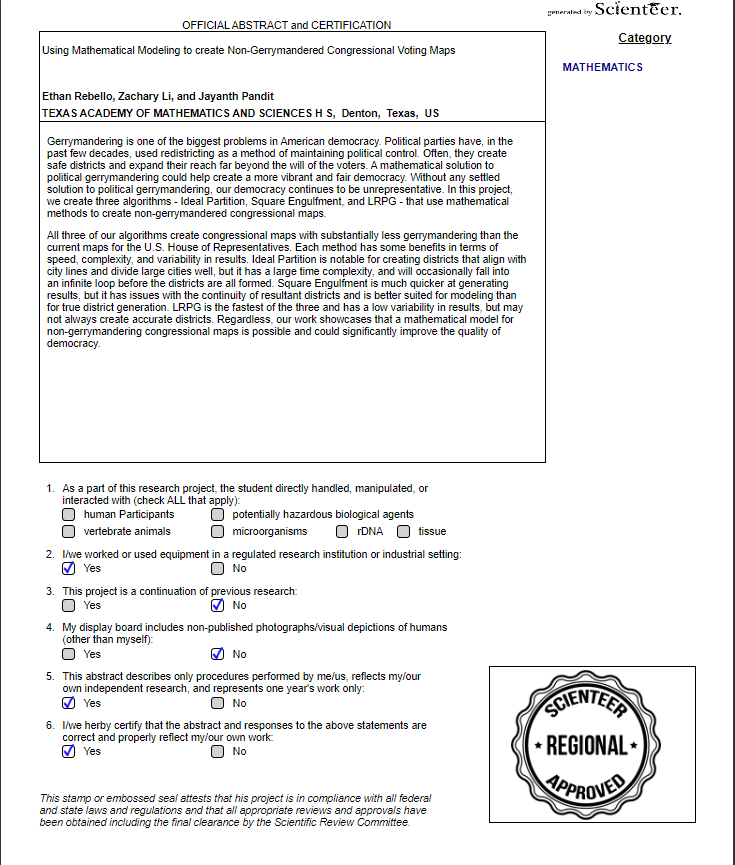 generated by Scienteer.
OFFICIAL ABSTRACT and CERTIFICATION
Category
Using Mathematical Modeling to create Non-Gerrymandered Congressional Voting Maps
MATHEMATICS
Ethan Rebello, Zachary Li, and Jayanth Pandit
TEXAS ACADEMY OF MATHEMATICS AND SCIENCES H S, Denton, Texas, US
Gerrymandering is one of the biggest problems in American democracy. Political parties have, in the
past few decades, used redistricting as a method of maintaining political control. Often, they create
safe districts and expand their reach far beyond the will of the voters. A mathematical solution to
political gerrymandering could help create a more vibrant and fair democracy. Without any settled
solution to political gerrymandering, our democracy continues to be unrepresentative. In this project,
we create three algorithms - Ideal Partition, Square Engulfment, and LRPG - that use mathematical
methods to create non-gerrymandered congressional maps.
All three of our algorithms create congressional maps with substantially less gerrymandering than the
current maps for the U.S. House of Representatives. Each method has some benefits in terms of
speed, complexity, and variability in results. Ideal Partition is notable for creating districts that align with
city lines and divide large cities well, but it has a large time complexity, and will occasionally fall into
an infinite loop before the districts are all formed. Square Engulfment is much quicker at generating
results, but it has issues with the continuity of resultant districts and is better suited for modeling than
for true district generation. LRPG is the fastest of the three and has a low variability in results, but may
not always create accurate districts. Regardless, our work showcases that a mathematical model for
non-gerrymandering congressional maps is possible and could significantly improve the quality of
democracy.
1. As a part of this research project, the student directly handled, manipulated, or
interacted with (check ALL that apply):
human Participants potentially hazardous biological agents
vertebrate animals microorganisms rDNA tissue
2. I/we worked or used equipment in a regulated research institution or industrial setting:
Yes No
3. This project is a continuation of previous research:
Yes No
4. My display board includes non-published photographs/visual depictions of humans
(other than myself):
Yes No
5. This abstract describes only procedures performed by me/us, reflects my/our
own independent research, and represents one year's work only:
Yes No
6. I/we herby certify that the abstract and responses to the above statements are
correct and properly reflect my/our own work:
Yes No
SCIENTEER
REGIONAL
APPROVED
This stamp or embossed seal attests that his project is in compliance with all federal
and state laws and regulations and that all appropriate reviews and approvals have
been obtained including the final clearance by the Scientific Review Committee.